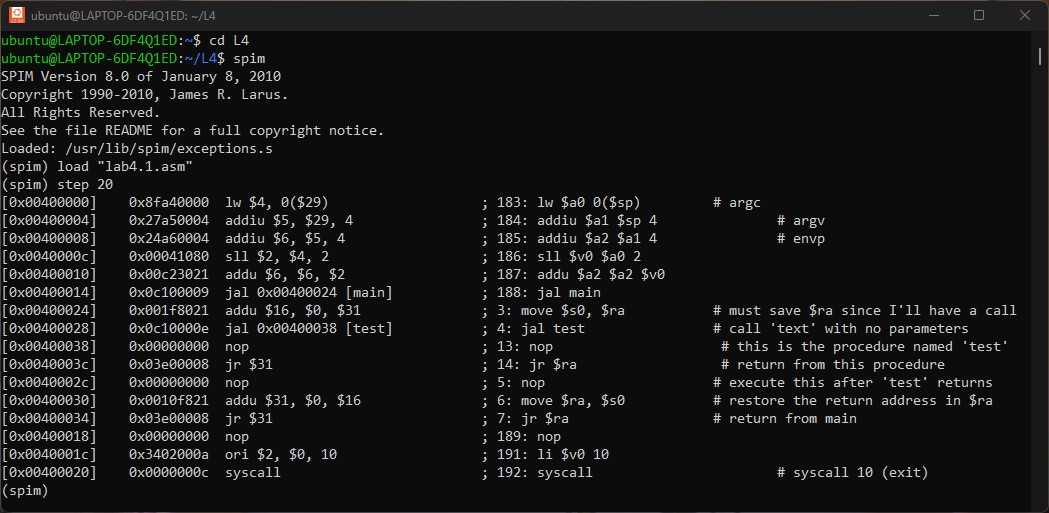 ubuntu@LAPTOP-6DF4Q1ED: ~/L4
ubuntu@LAPTOP-6DF4Q1ED:~$ cd L4
ubuntu@LAPTOP-6DF4Q1ED:~/L4$ spim
SPIM Version 8.0 of January 8, 2010
Copyright 1990-2010, James R. Larus.
All Rights Reserved.
See the file README for a full copyright notice.
Loaded: /usr/lib/spim/exceptions.s
(spim) load "lab4.1.asm"
(spim) step 20
[0x00400000]    0x8fa40000  lw $4, 0($29)                   ; 183: lw $a0 0($sp)         # argc
[0x00400004]    0x27a50004  addiu $5, $29, 4                ; 184: addiu $a1 $sp 4               # argv
[0x00400008]    0x24a60004  addiu $6, $5, 4                 ; 185: addiu $a2 $a1 4               # envp
[0x0040000c]    0x00041080  sll $2, $4, 2                   ; 186: sll $v0 $a0 2
[0x00400010]    0x00c23021  addu $6, $6, $2                 ; 187: addu $a2 $a2 $v0
[0x00400014]    0x0c100009  jal 0x00400024 [main]           ; 188: jal main
[0x00400024]    0x001f8021  addu $16, $0, $31               ; 3: move $s0, $ra           # must save $ra since I'll have a call
[0x00400028]    0x0c10000e  jal 0x00400038 [test]           ; 4: jal test                # call 'text' with no parameters
[0x00400038]    0x00000000  nop                             ; 13: nop                     # this is the procedure named 'test'
[0x0040003c]    0x03e00008  jr $31                          ; 14: jr $ra                  # return from this procedure
[0x0040002c]    0x00000000  nop                             ; 5: nop                     # execute this after 'test' returns
[0x00400030]    0x0010f821  addu $31, $0, $16               ; 6: move $ra, $s0           # restore the return address in $ra
[0x00400034]    0x03e00008  jr $31                          ; 7: jr $ra                  # return from main
[0x00400018]    0x00000000  nop                             ; 189: nop
[0x0040001c]    0x3402000a  ori $2, $0, 10                  ; 191: li $v0 10
[0x00400020]    0x0000000c  syscall                         ; 192: syscall                       # syscall 10 (exit)
(spim)